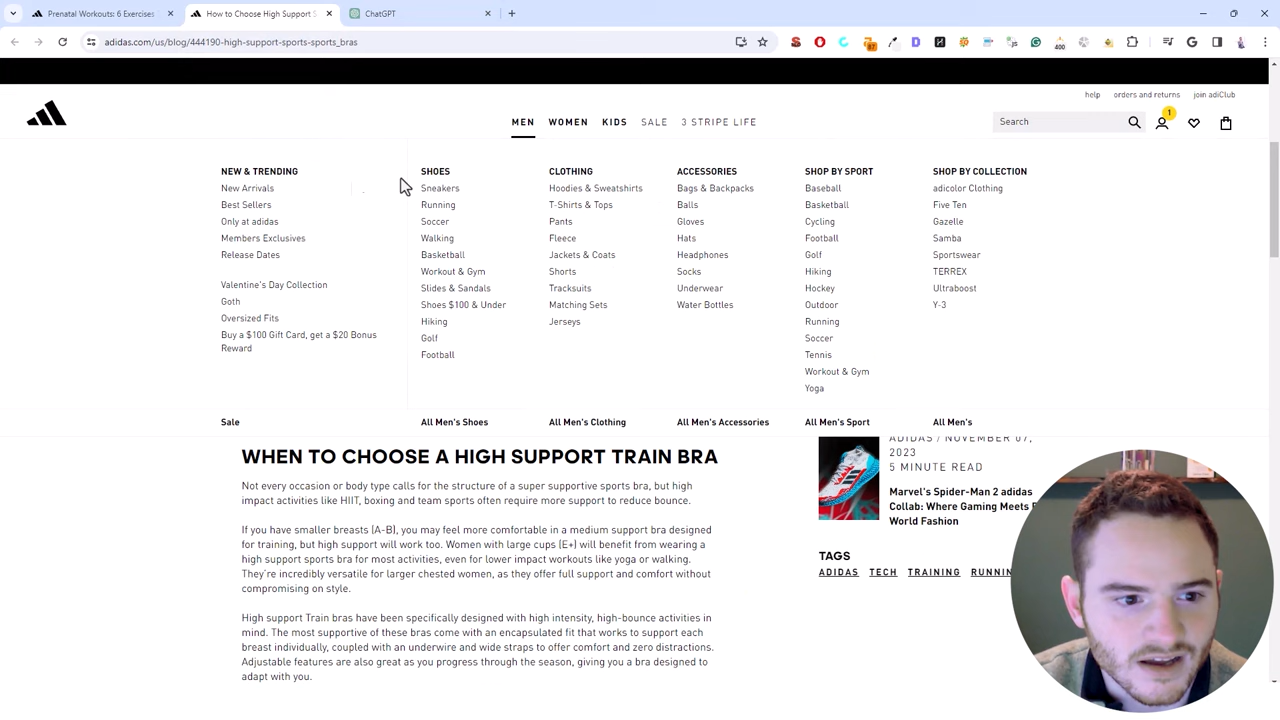 Prenatal Workouts: 6 Exercises
How to Choose High Support S
ChatGPT
adidas.com/us/blog/444190-high-support-sports-sports_bras
87
400
help orders and returns join adiClub
MEN WOMEN KIDS SALE 3 STRIPE LIFE
Search
1
NEW & TRENDING
New Arrivals
Best Sellers
Only at adidas
Members Exclusives
Release Dates
Valentine's Day Collection
Goth
Oversized Fits
Buy a $100 Gift Card, get a $20 Bonus
Reward
Sale
SHOES
Sneakers
Running
Soccer
Walking
Basketball
Workout & Gym
Slides & Sandals
Shoes $100 & Under
Hiking
Golf
Football
All Men's Shoes
CLOTHING
Hoodies & Sweatshirts
T-Shirts & Tops
Pants
Fleece
Jackets & Coats
Shorts
Tracksuits
Matching Sets
Jerseys
All Men's Clothing
ACCESSORIES
Bags & Backpacks
Balls
Gloves
Hats
Headphones
Socks
Underwear
Water Bottles
All Men's Accessories
SHOP BY SPORT
Baseball
Basketball
Cycling
Football
Golf
Hiking
Hockey
Outdoor
Running
Soccer
Tennis
Workout & Gym
Yoga
All Men's Sport
SHOP BY COLLECTION
adicolor Clothing
Five Ten
Gazelle
Samba
Sportswear
TERREX
Ultraboost
Y-3
All Men's
WHEN TO CHOOSE A HIGH SUPPORT TRAIN BRA
Not every occasion or body type calls for the structure of a super supportive sports bra, but high
impact activities like HIIT, boxing and team sports often require more support to reduce bounce.
If you have smaller breasts [A-B], you may feel more comfortable in a medium support bra designed
for training, but high support will work too. Women with large cups [E+] will benefit from wearing a
high support sports bra for most activities, even for lower impact workouts like yoga or walking.
They're incredibly versatile for larger chested women, as they offer full support and comfort without
compromising on style.
High support Train bras have been specifically designed with high intensity, high-bounce activities in
mind. The most supportive of these bras come with an encapsulated fit that works to support each
breast individually, coupled with an underwire and wide straps to offer comfort and zero distractions.
Adjustable features are also great as you progress through the season, giving you a bra designed to
adapt with you.
ADIDAS / NOVEMBER 07,
2023
5 MINUTE READ
Marvel's Spider-Man 2 adidas
Collab: Where Gaming Meets
World Fashion
TAGS
ADIDAS TECH TRAINING RUNNIN